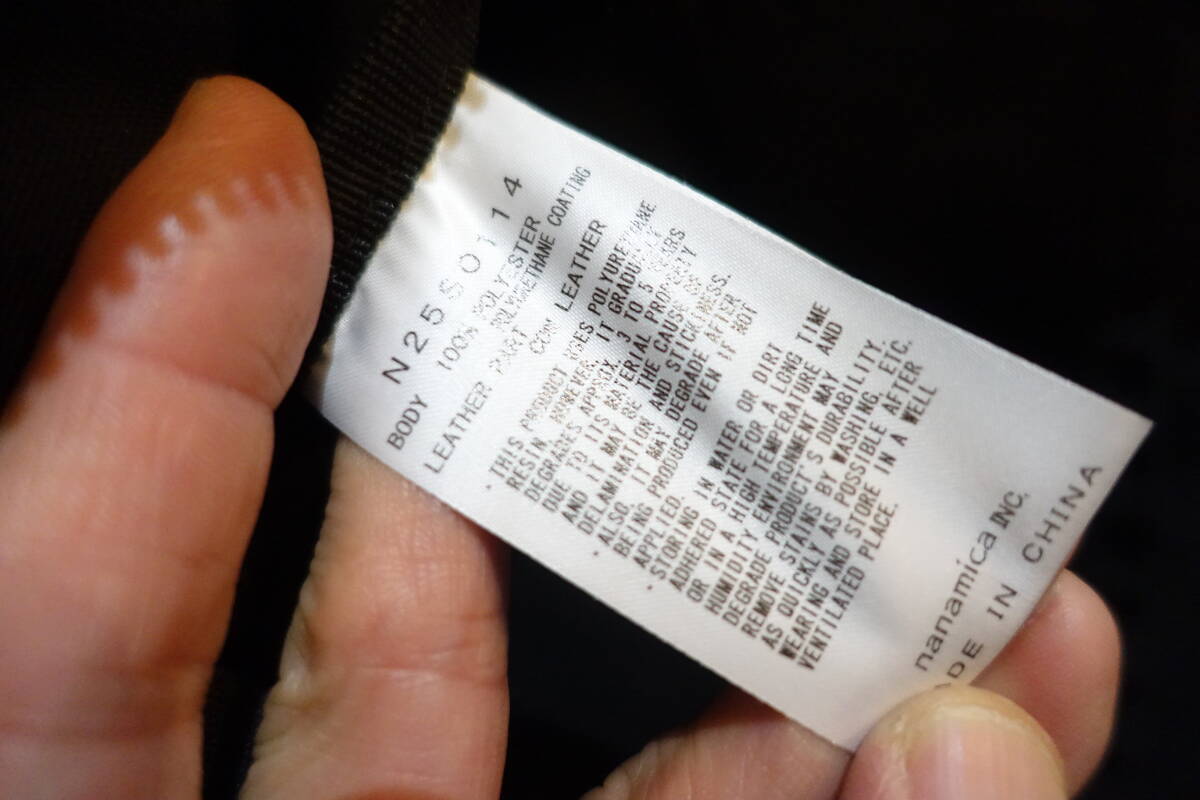 N25S0114
BODY 100% POLYESTER
POLYURETHANE COATING
LEATHER PART COW LEATHER
・THIS PRODUCT USES POLYURETHANE
RESIN. HOWEVER, IT GRADUALLY
DEGRADES APPROX. 3 TO 5 YEARS
DUE TO ITS MATERIAL PROPERTY
AND IT MAY BE THE CAUSE OF
DELAMINATION AND STICKINESS.
・ALSO, IT MAY DEGRADE AFTER
BEING PRODUCED EVEN IF NOT
APPLIED.
・STORING IN WATER OR DIRT
ADHERED STATE FOR A LONG TIME
OR IN A HIGH TEMPERATURE AND
HUMIDITY ENVIRONMENT MAY
DEGRADE PRODUCT'S DURABILITY.
REMOVE STAINS BY WASHING, ETC.
AS QUICKLY AS POSSIBLE AFTER
WEARING AND STORE IN A WELL
VENTILATED PLACE.
nanamica INC.
ADE IN CHINA